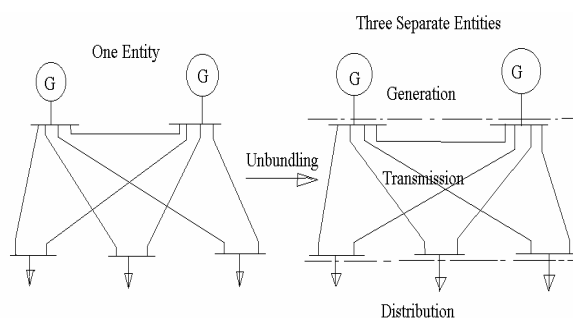 Three Separate Entities
One Entity
G
G
G
G
Generation
Unbundling
Transmission
Distribution